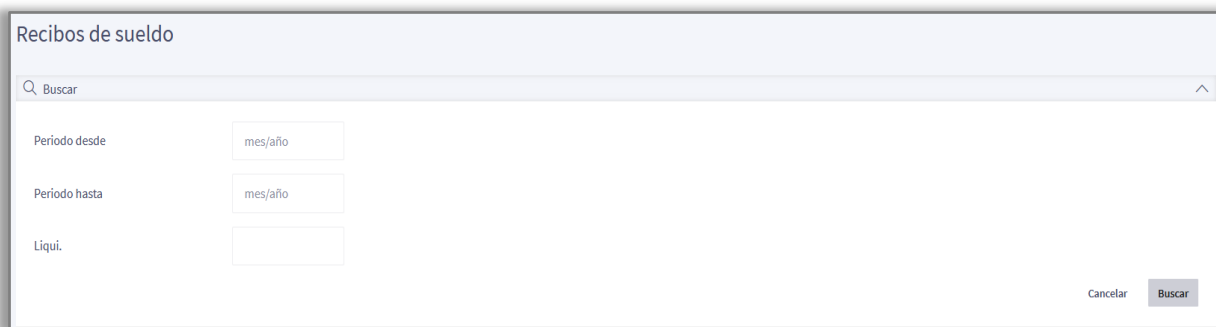 Recibos de sueldo
Buscar
Periodo desde mes/año
Periodo hasta mes/año
Liqui.
Cancelar Buscar